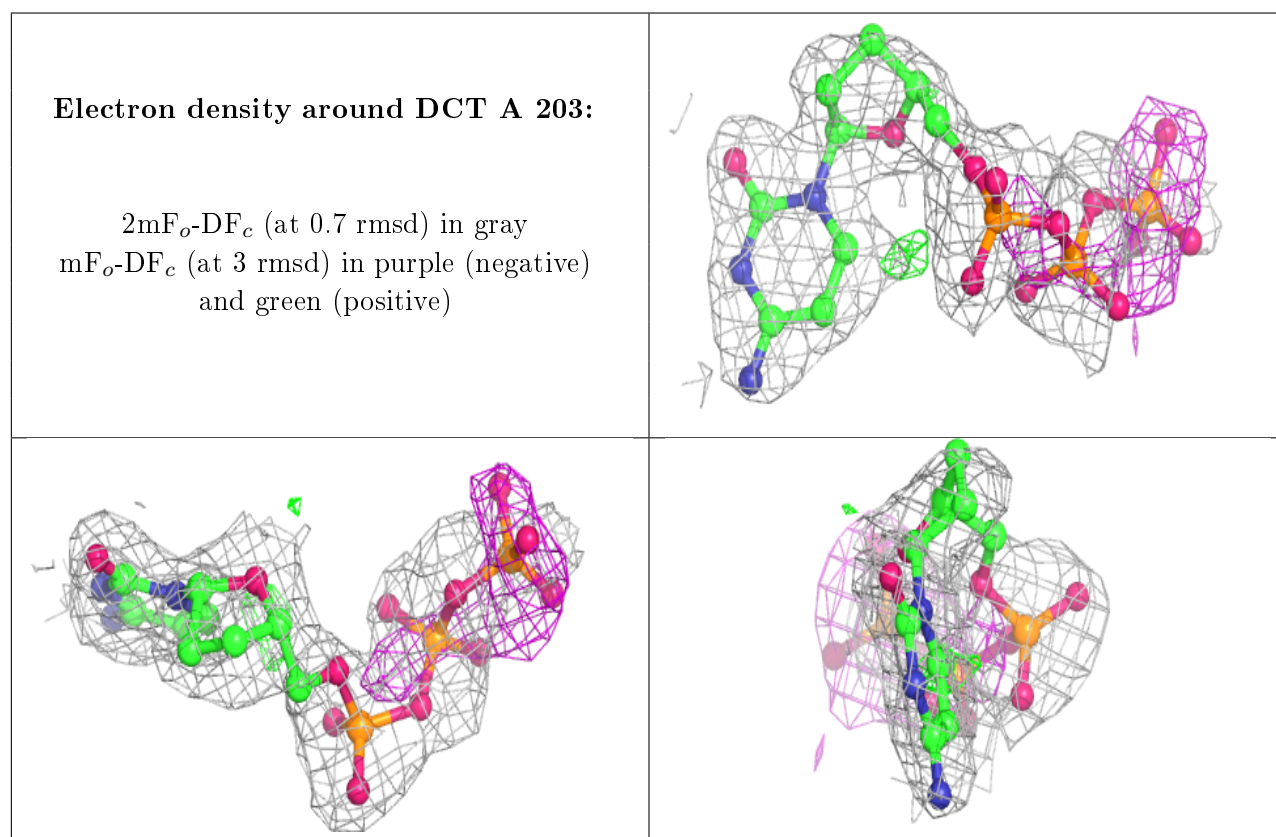 Electron density around DCT A 203:
2mFo-DFc (at 0.7 rmsd) in gray
mFo-DFc (at 3 rmsd) in purple (negative)
and green (positive)